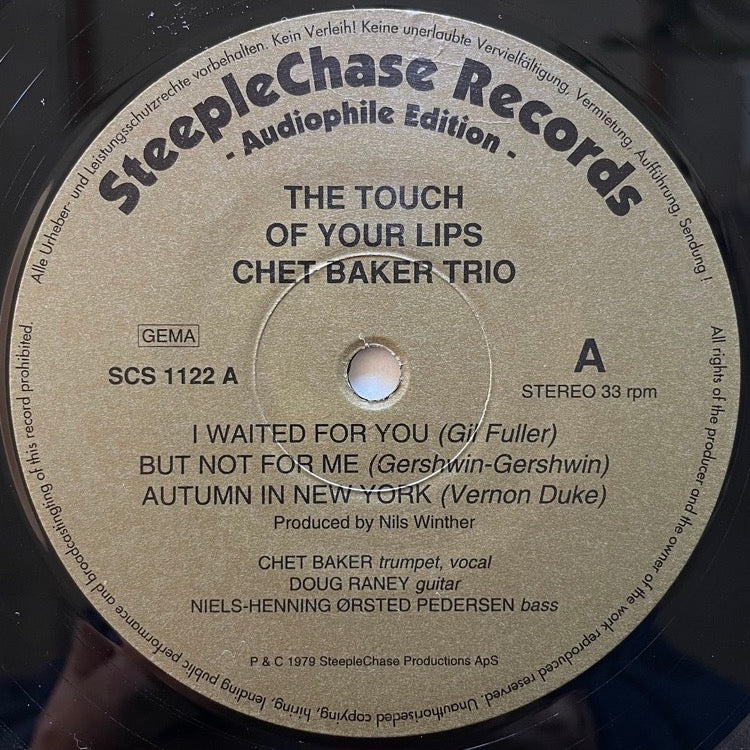 Alle Urheber- und Leistungsschutzrechte vorbehalten. Kein Verleih! Keine unerlaubte Vervielfältigung, Vermietung, Aufführung, Sendung !
SteepleChase Records
- Audiophile Edition -
THE TOUCH
OF YOUR LIPS
CHET BAKER TRIO
GEMA
SCS 1122 A
A
STEREO 33 rpm
I WAITED FOR YOU (Gil Fuller)
BUT NOT FOR ME (Gershwin-Gershwin)
AUTUMN IN NEW YORK (Vernon Duke)
Produced by Nils Winther
CHET BAKER trumpet, vocal
DOUG RANEY guitar
NIELS-HENNING ØRSTED PEDERSEN bass
P & C 1979 SteepleChase Productions ApS
All rights of the producer and the owner of the work reproduced reserved. Unauthoriseded copying, hiring, lending public performance and broadcastinging of this record prohibited.